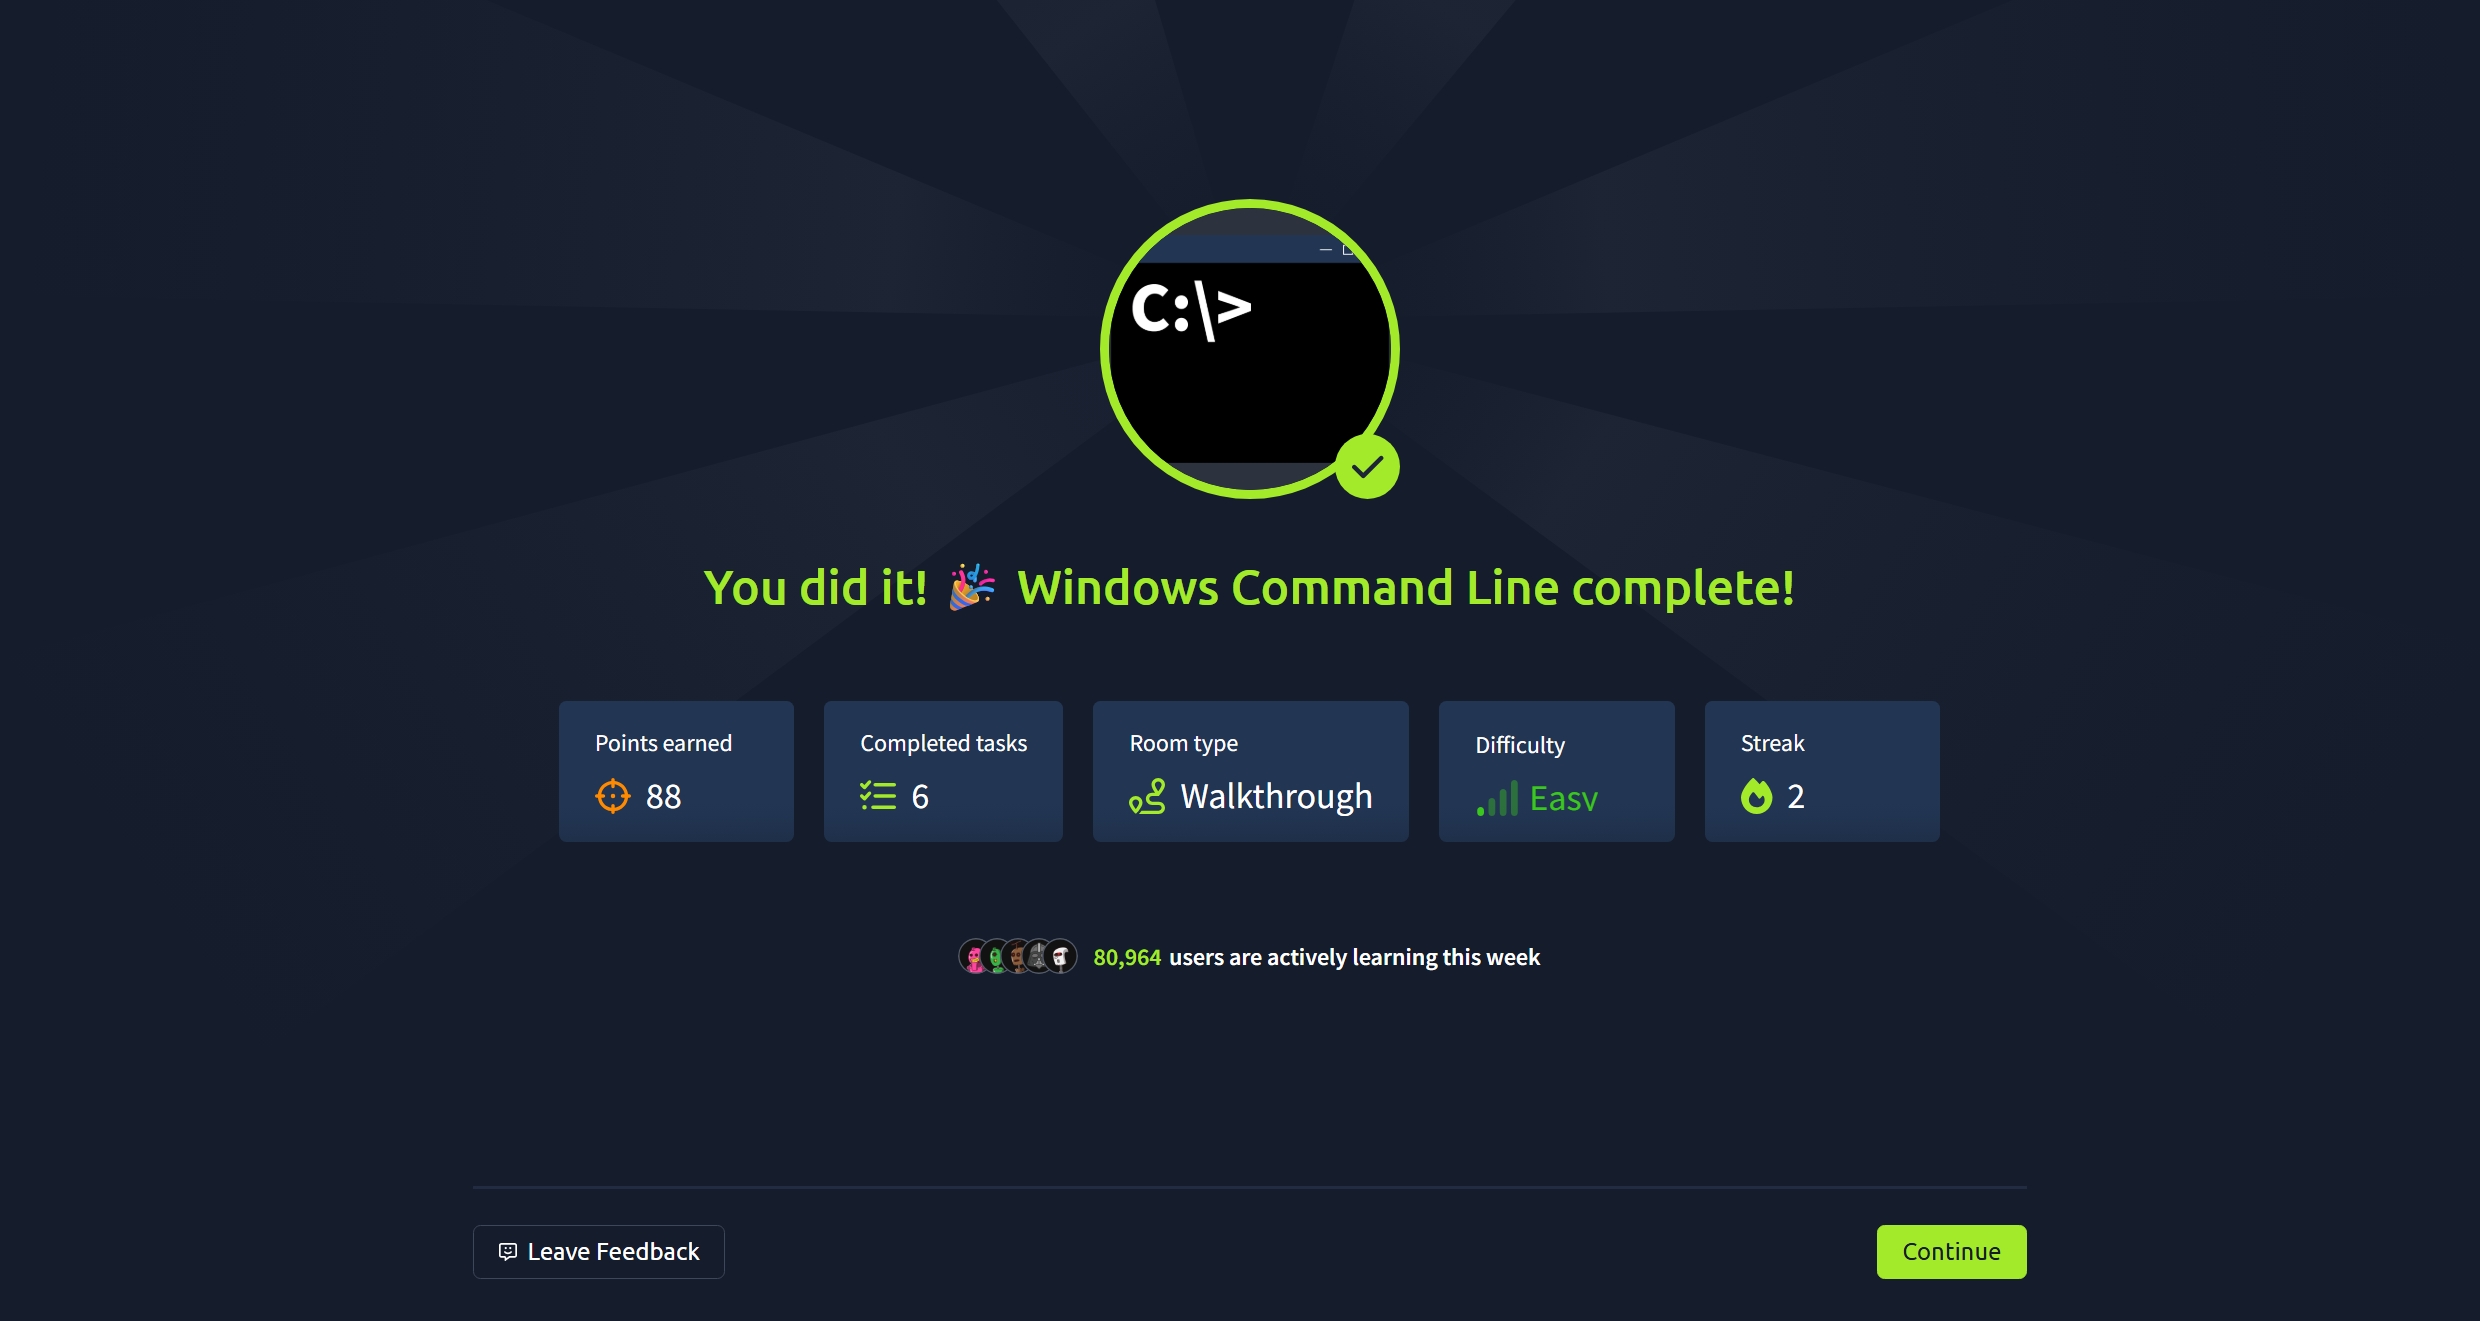 C:\>
You did it! 🎉 Windows Command Line complete!
Points earned
88
Completed tasks
6
Room type
Walkthrough
Difficulty
Easy
Streak
2
80,964 users are actively learning this week
Leave Feedback
Continue